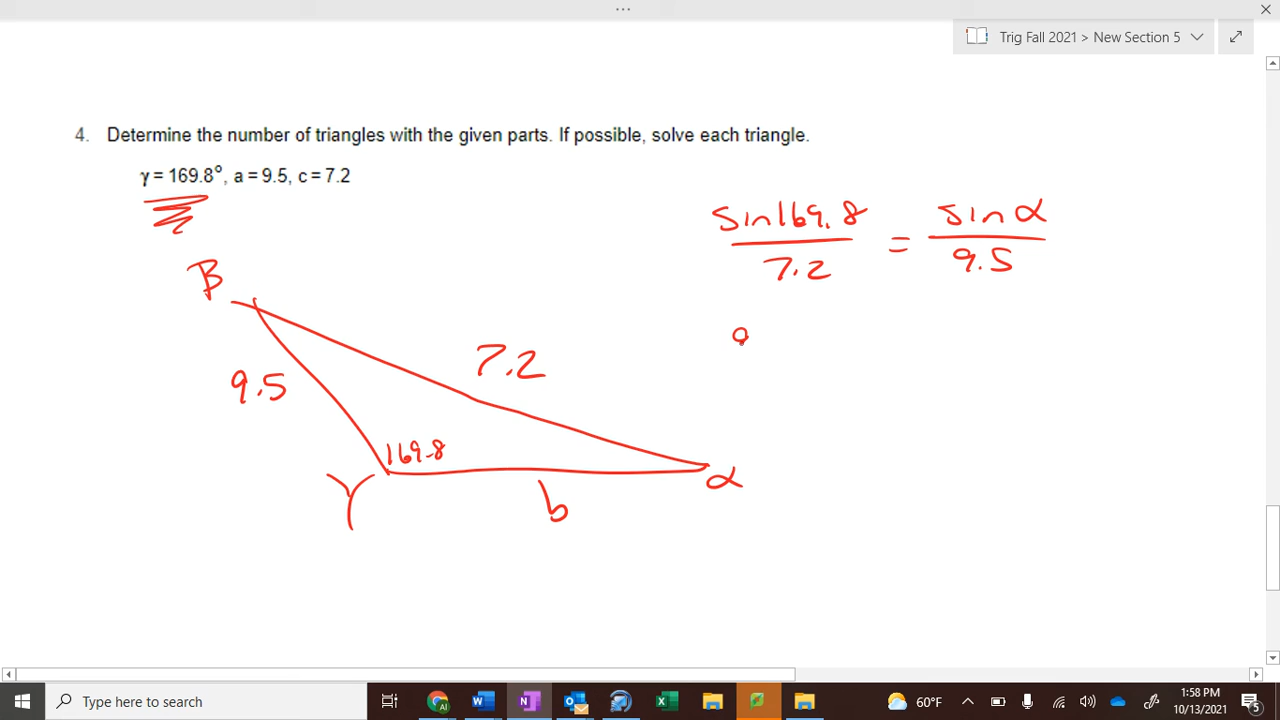 ...
Trig Fall 2021 > New Section 5
4. Determine the number of triangles with the given parts. If possible, solve each triangle.
γ = 169.8°, a = 9.5, c = 7.2
sin169.8 / 7.2 = sin α / 9.5
B
7.2
9.5
169.8
γ
α
b
Type here to search
60°F
1:58 PM
10/13/2021
5